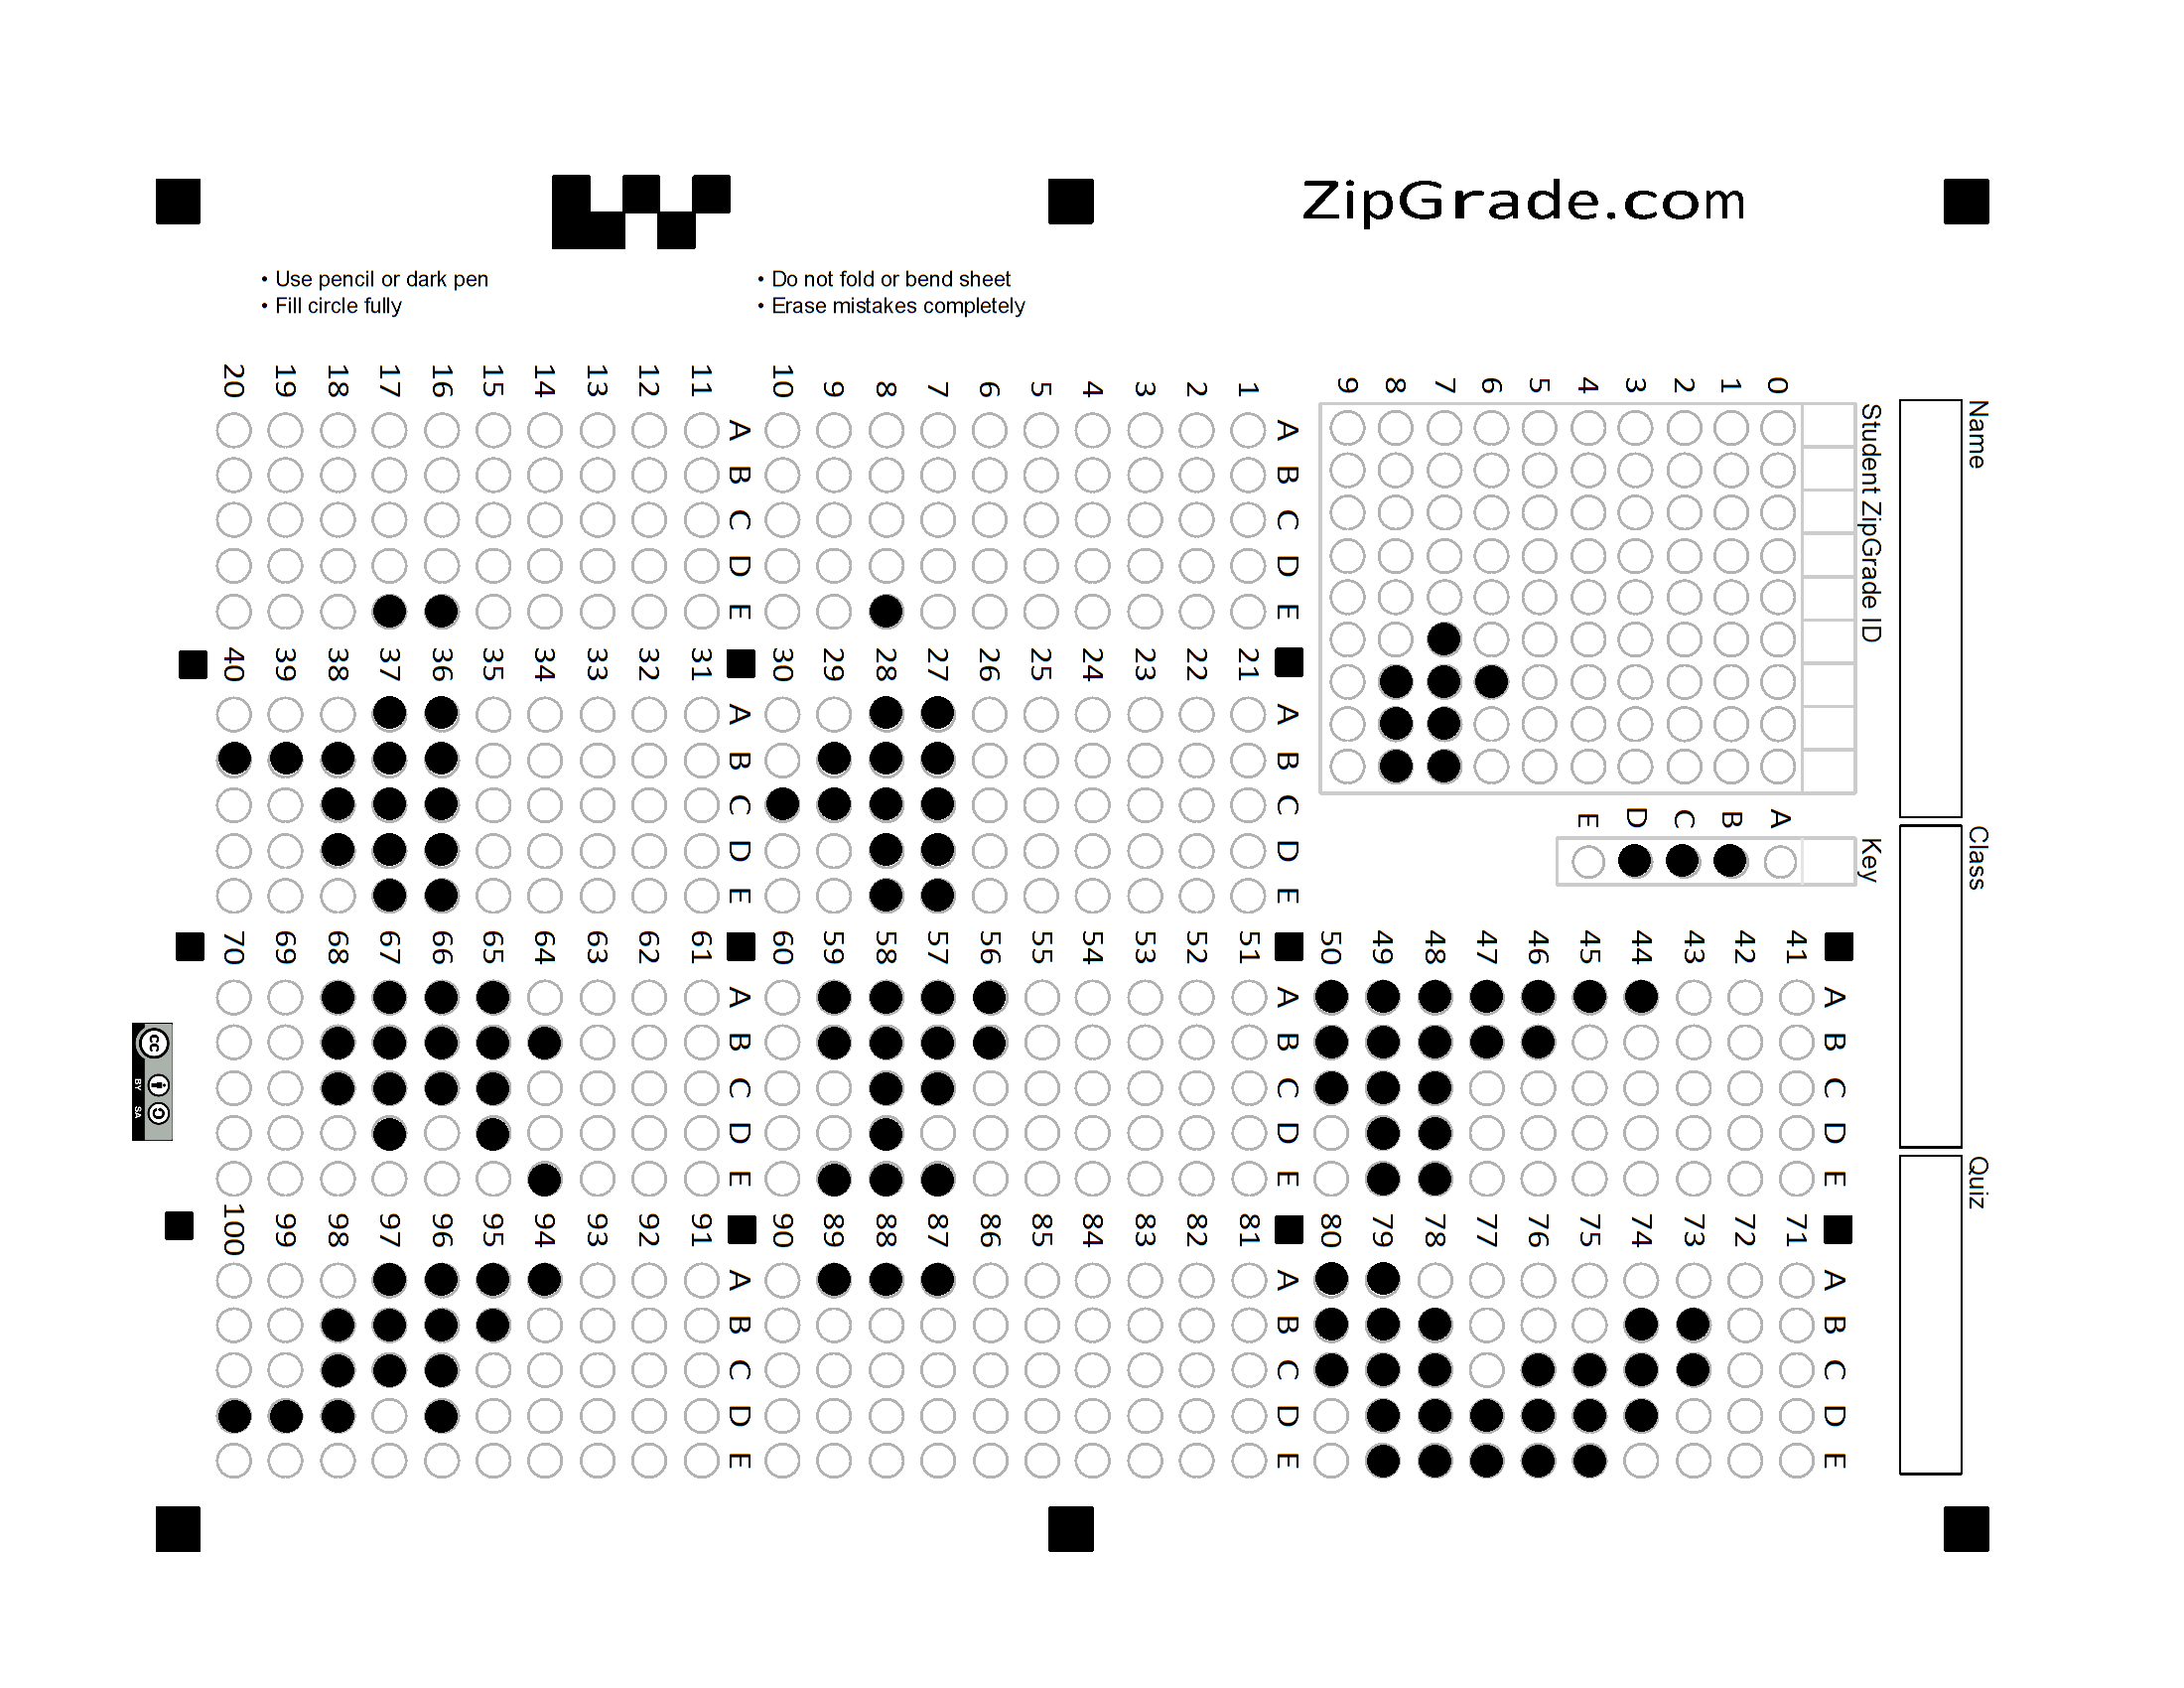 ZipGrade.com
• Use pencil or dark pen
• Fill circle fully
• Do not fold or bend sheet
• Erase mistakes completely
Name
Class
Quiz
Student ZipGrade ID
0 1 2 3 4 5 6 7 8 9
Key
A B C D E
1 2 3 4 5 6 7 8 9 10
A B C D E
11 12 13 14 15 16 17 18 19 20
A B C D E
21 22 23 24 25 26 27 28 29 30
A B C D E
31 32 33 34 35 36 37 38 39 40
A B C D E
41 42 43 44 45 46 47 48 49 50
A B C D E
51 52 53 54 55 56 57 58 59 60
A B C D E
61 62 63 64 65 66 67 68 69 70
A B C D E
71 72 73 74 75 76 77 78 79 80
A B C D E
81 82 83 84 85 86 87 88 89 90
A B C D E
91 92 93 94 95 96 97 98 99 100
A B C D E
cc BY SA